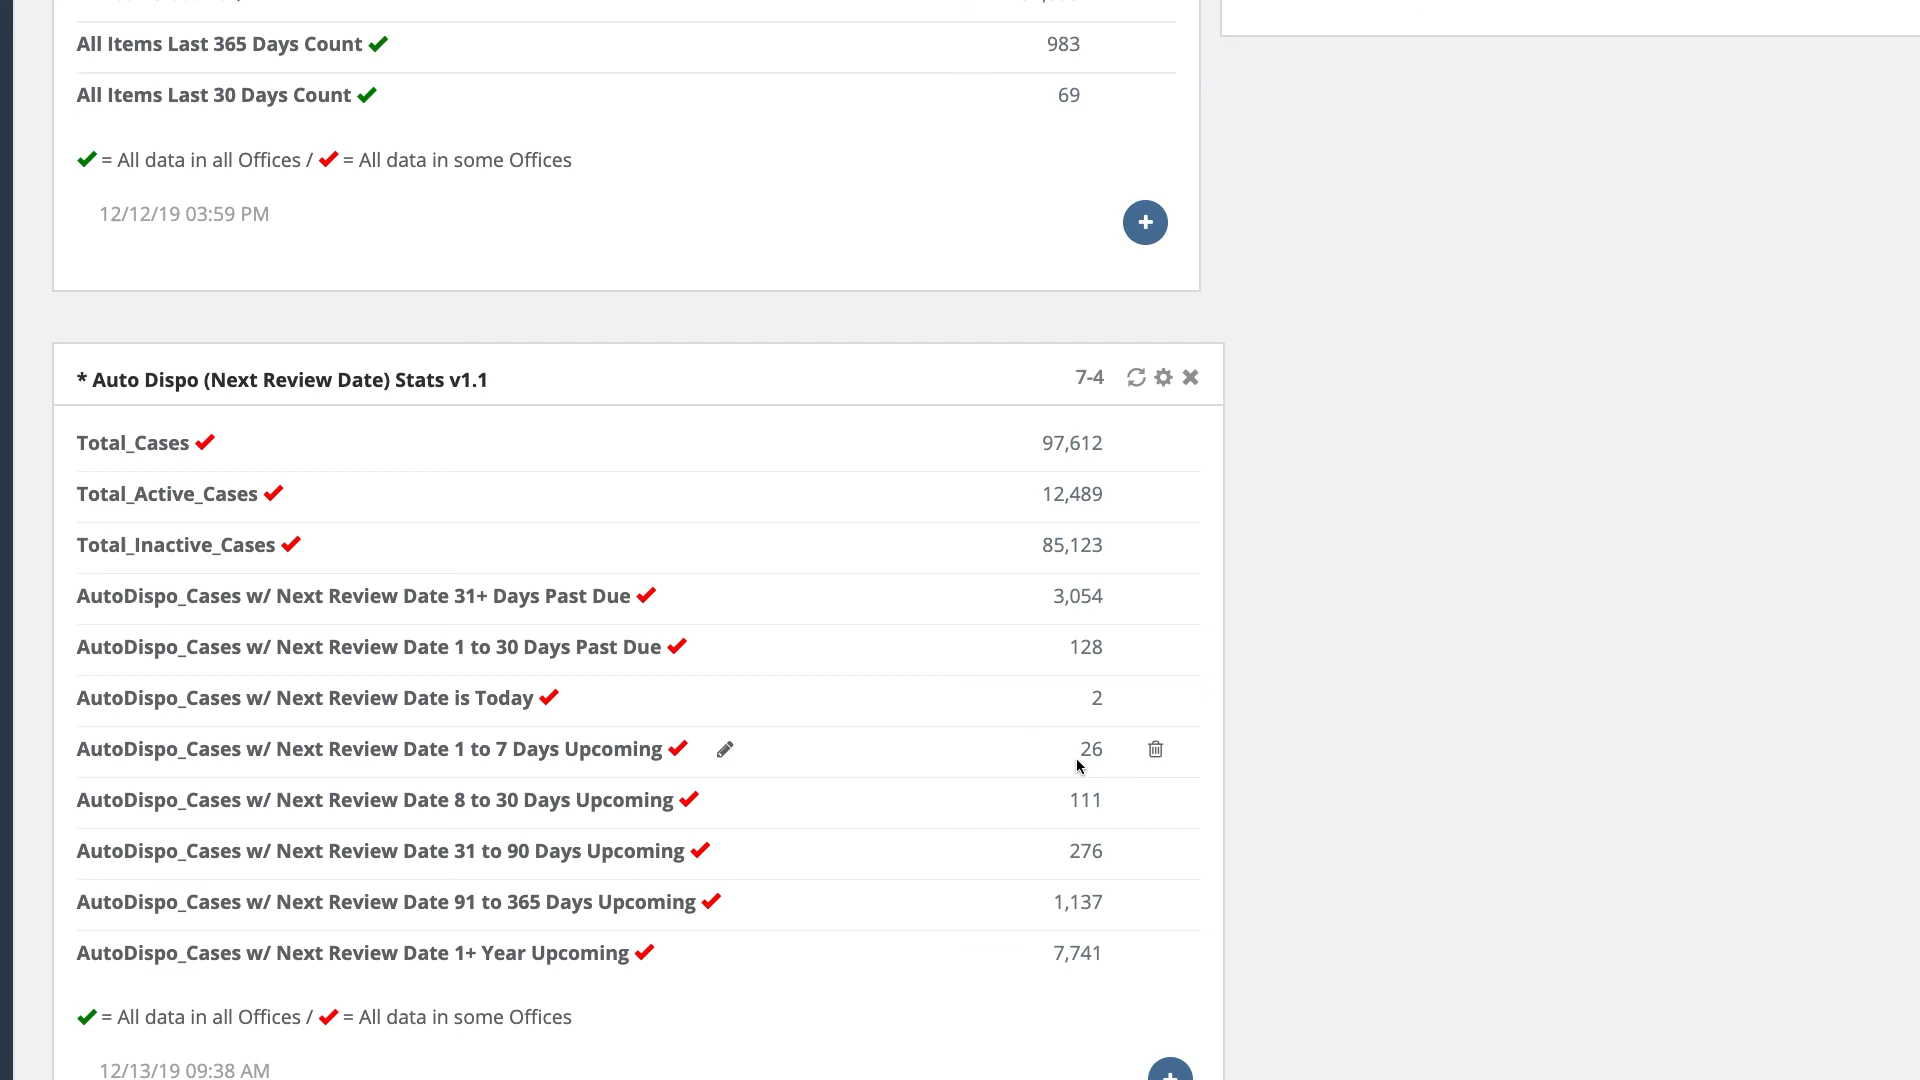 All Items Last 365 Days Count 983
All Items Last 30 Days Count 69
= All data in all Offices / = All data in some Offices
12/12/19 03:59 PM
* Auto Dispo (Next Review Date) Stats v1.1 7-4
Total_Cases 97,612
Total_Active_Cases 12,489
Total_Inactive_Cases 85,123
AutoDispo_Cases w/ Next Review Date 31+ Days Past Due 3,054
AutoDispo_Cases w/ Next Review Date 1 to 30 Days Past Due 128
AutoDispo_Cases w/ Next Review Date is Today 2
AutoDispo_Cases w/ Next Review Date 1 to 7 Days Upcoming 26
AutoDispo_Cases w/ Next Review Date 8 to 30 Days Upcoming 111
AutoDispo_Cases w/ Next Review Date 31 to 90 Days Upcoming 276
AutoDispo_Cases w/ Next Review Date 91 to 365 Days Upcoming 1,137
AutoDispo_Cases w/ Next Review Date 1+ Year Upcoming 7,741
= All data in all Offices / = All data in some Offices
12/13/19 09:38 AM